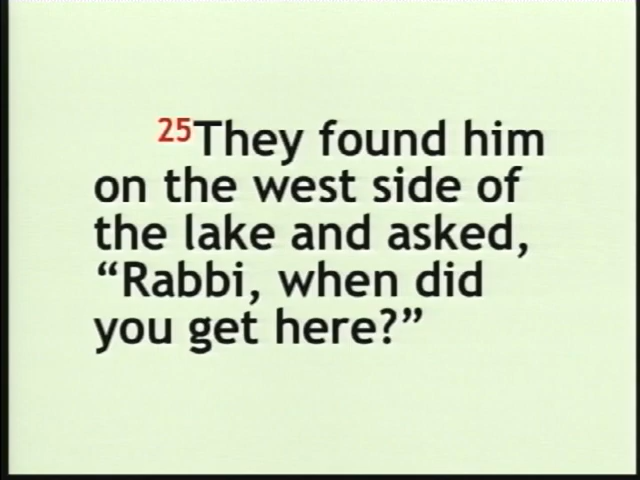 25They found him
on the west side of
the lake and asked,
“Rabbi, when did
you get here?”